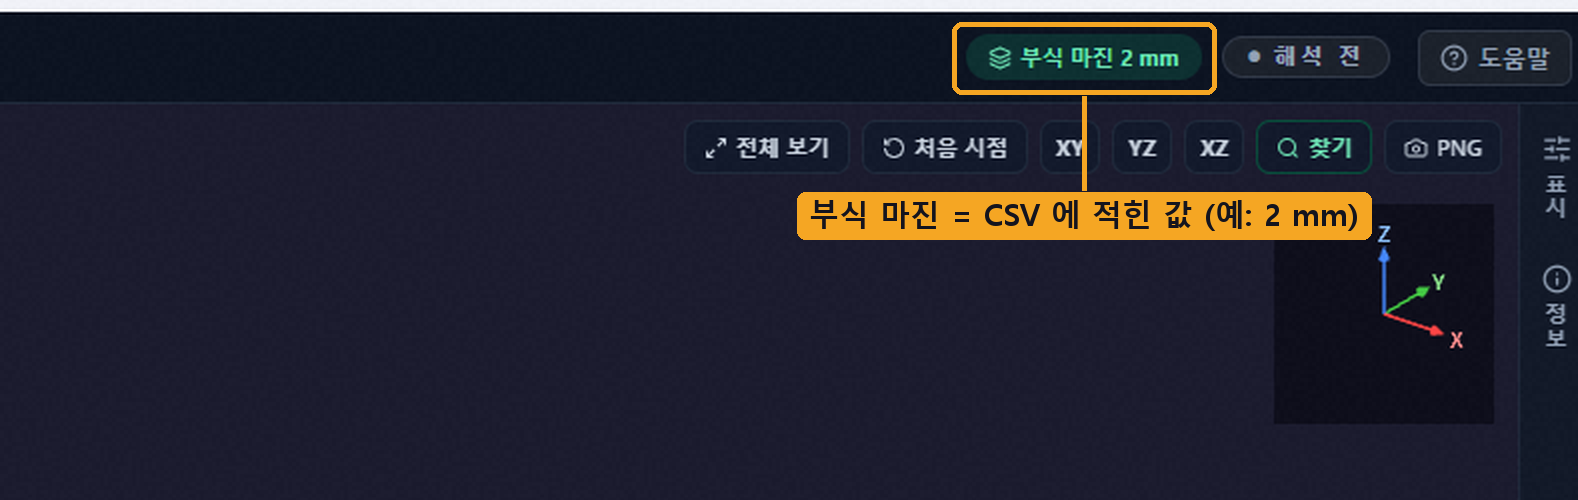 부식 마진 2 mm
해석 전
도움말
전체 보기
처음 시점
XY
YZ
XZ
찾기
PNG
표시
부식 마진 = CSV 에 적힌 값 (예: 2 mm)
Z
Y
X
정보